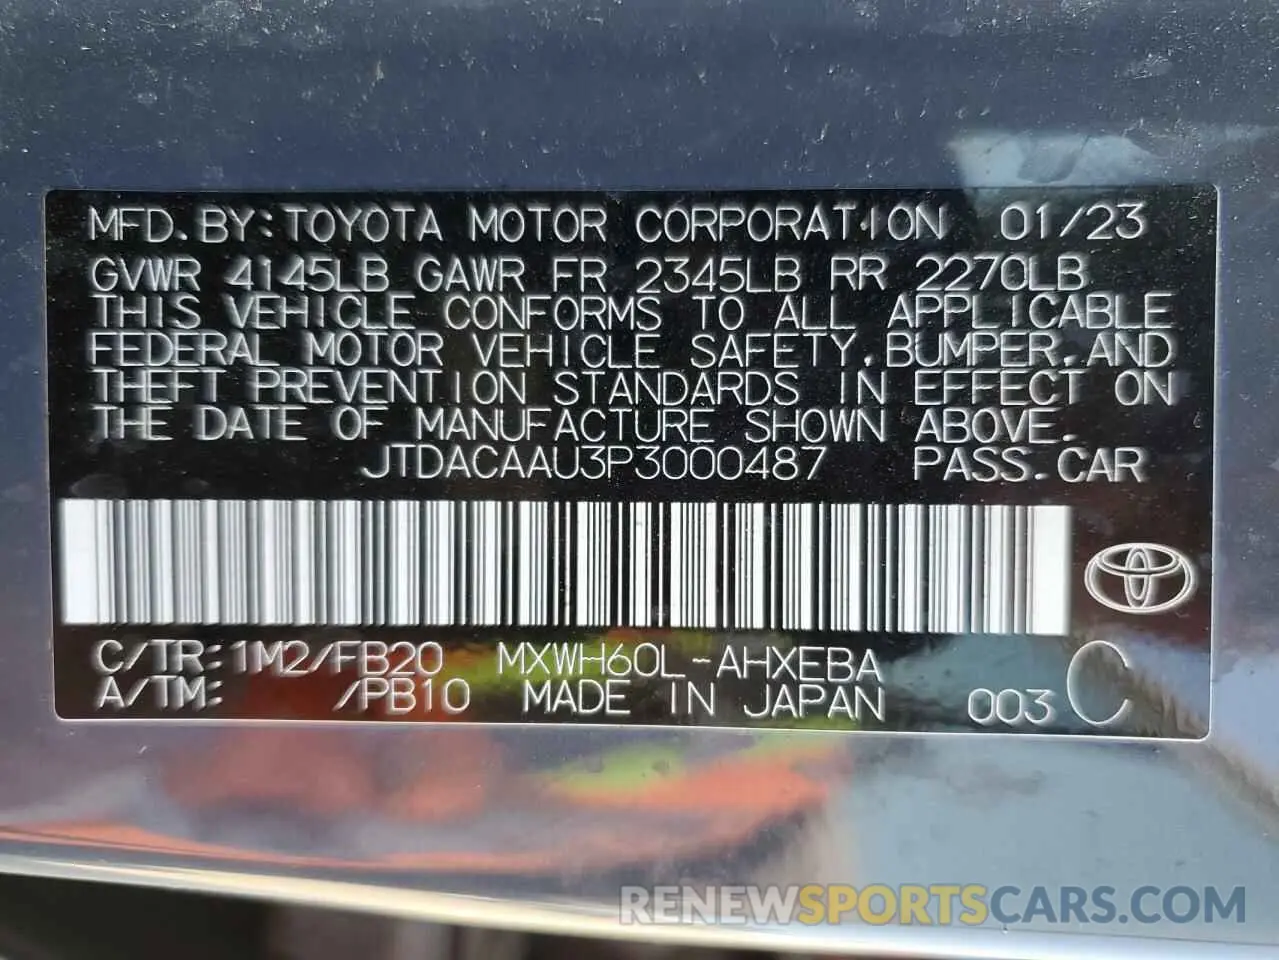 MFD. BY: TOYOTA MOTOR CORPORATION 01/23
GVWR 4145LB GAWR FR 2345LB RR 2270LB
THIS VEHICLE CONFORMS TO ALL APPLICABLE
FEDERAL MOTOR VEHICLE SAFETY, BUMPER, AND
THEFT PREVENTION STANDARDS IN EFFECT ON
THE DATE OF MANUFACTURE SHOWN ABOVE.
JTDACAAU3P3000487 PASS. CAR
C/TR: 1M2/FB20 MXWH60L-AHXEBA
A/TM: /PB10 MADE IN JAPAN 003 C
RENEWSPORTSCARS.COM